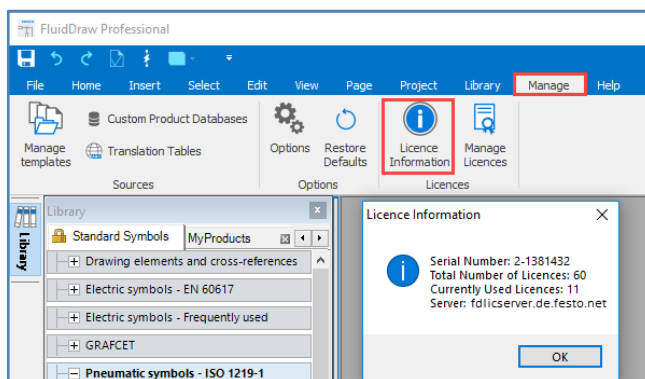 FluidDraw Professional
File Home Insert Select Edit View Page Project Library Manage Help
Manage templates
Custom Product Databases
Translation Tables
Options
Restore Defaults
Licence Information
Manage Licences
Sources Options Licences
Library
Library
Standard Symbols MyProducts
Drawing elements and cross-references
Electric symbols - EN 60617
Electric symbols - Frequently used
GRAFCET
Pneumatic symbols - ISO 1219-1
Licence Information
Serial Number: 2-1381432
Total Number of Licences: 60
Currently Used Licences: 11
Server: fdlicserver.de.festo.net
OK